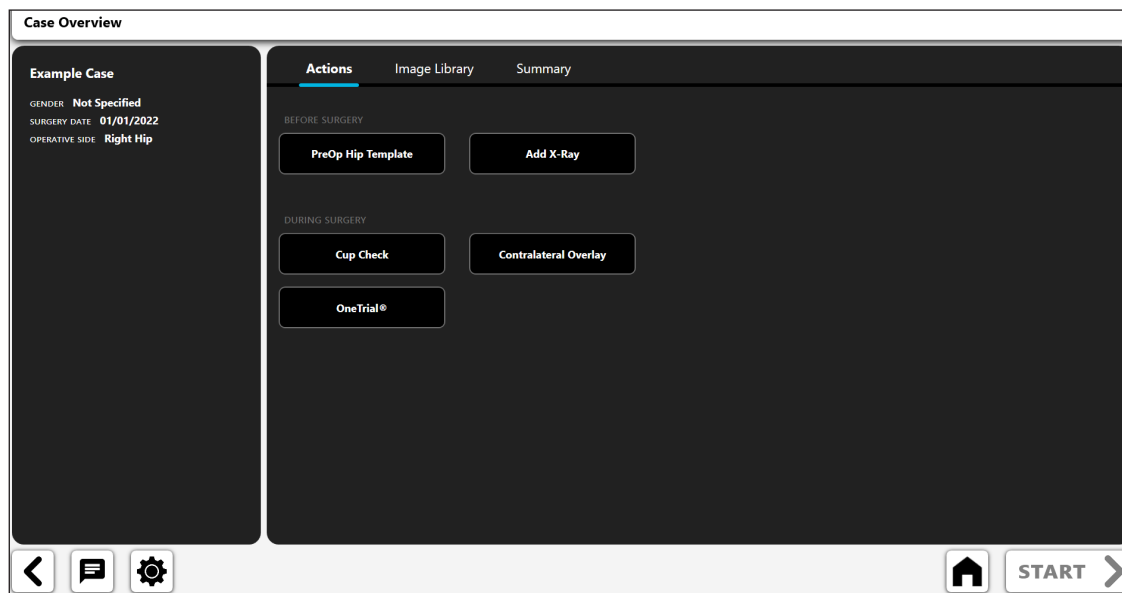 Case Overview
Example Case
GENDER Not Specified
SURGERY DATE 01/01/2022
OPERATIVE SIDE Right Hip
Actions Image Library Summary
BEFORE SURGERY
PreOp Hip Template Add X-Ray
DURING SURGERY
Cup Check Contralateral Overlay
OneTrial®
START